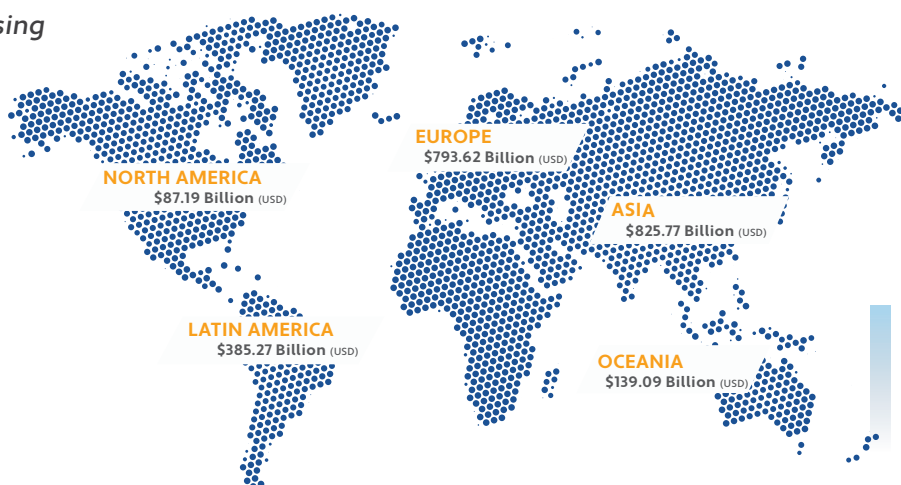 sing
EUROPE
$793.62 Billion (USD)
NORTH AMERICA
$87.19 Billion (USD)
ASIA
$825.77 Billion (USD)
LATIN AMERICA
$385.27 Billion (USD)
OCEANIA
$139.09 Billion (USD)